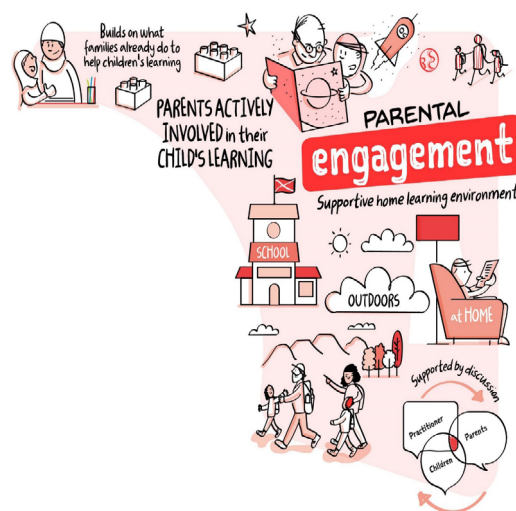 Builds on what
families already do to
help children's learning
PARENTS ACTIVELY
INVOLVED in their
CHILD'S LEARNING
PARENTAL
engagement
Supportive home learning environment
SCHOOL
OUTDOORS
at HOME
Supported by discussion
Practitioner
Parents
Children